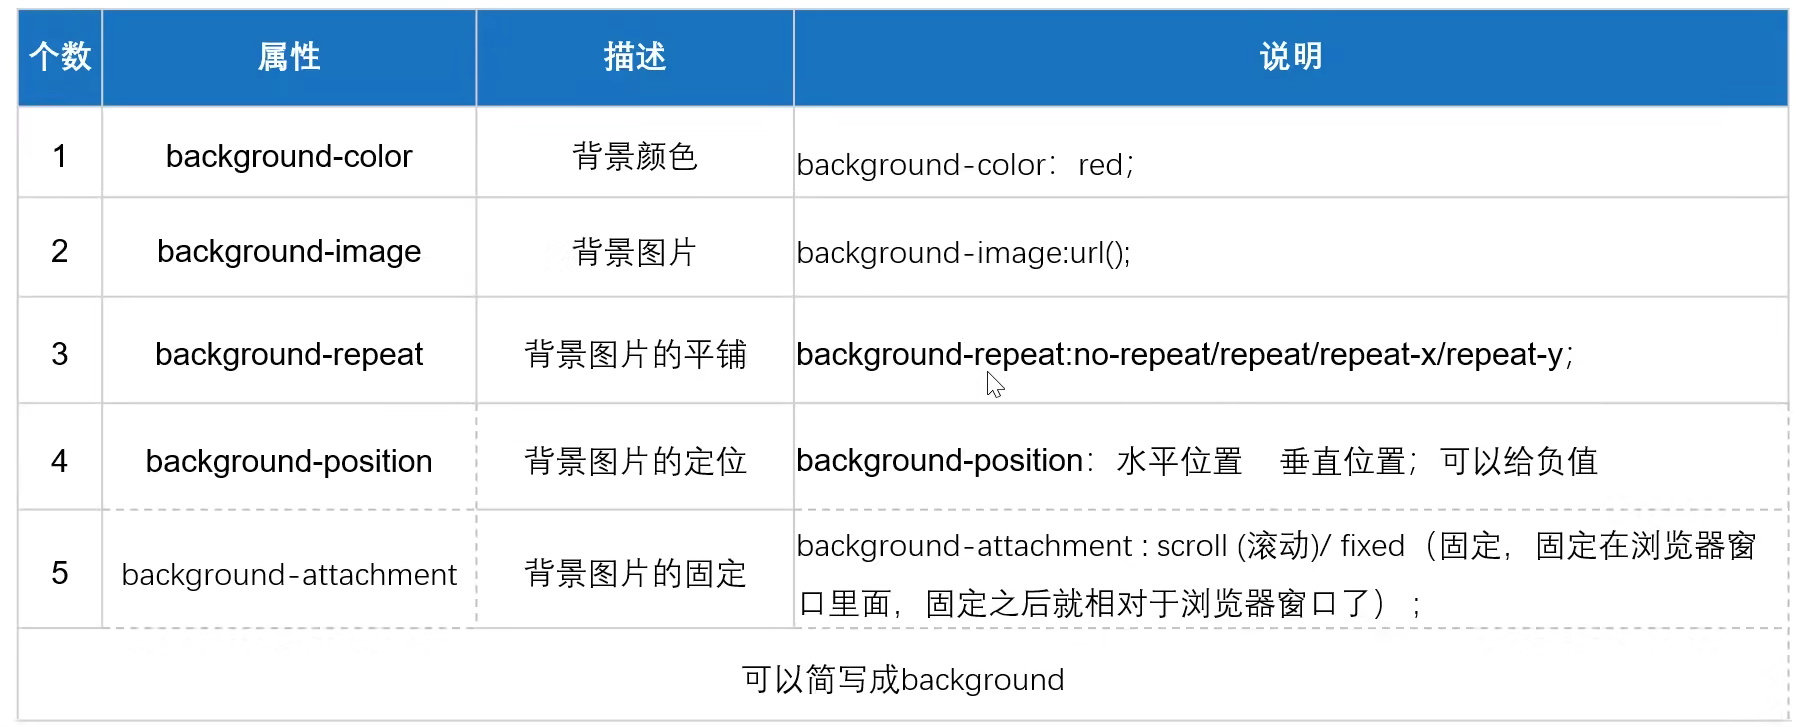 个数 属性 描述 说明
1 background-color 背景颜色 background-color：red；
2 background-image 背景图片 background-image:url();
3 background-repeat 背景图片的平铺 background-repeat:no-repeat/repeat/repeat-x/repeat-y；
4 background-position 背景图片的定位 background-position：水平位置 垂直位置；可以给负值
5 background-attachment 背景图片的固定 background-attachment : scroll (滚动)/ fixed（固定，固定在浏览器窗
口里面，固定之后就相对于浏览器窗口了） ；
可以简写成background